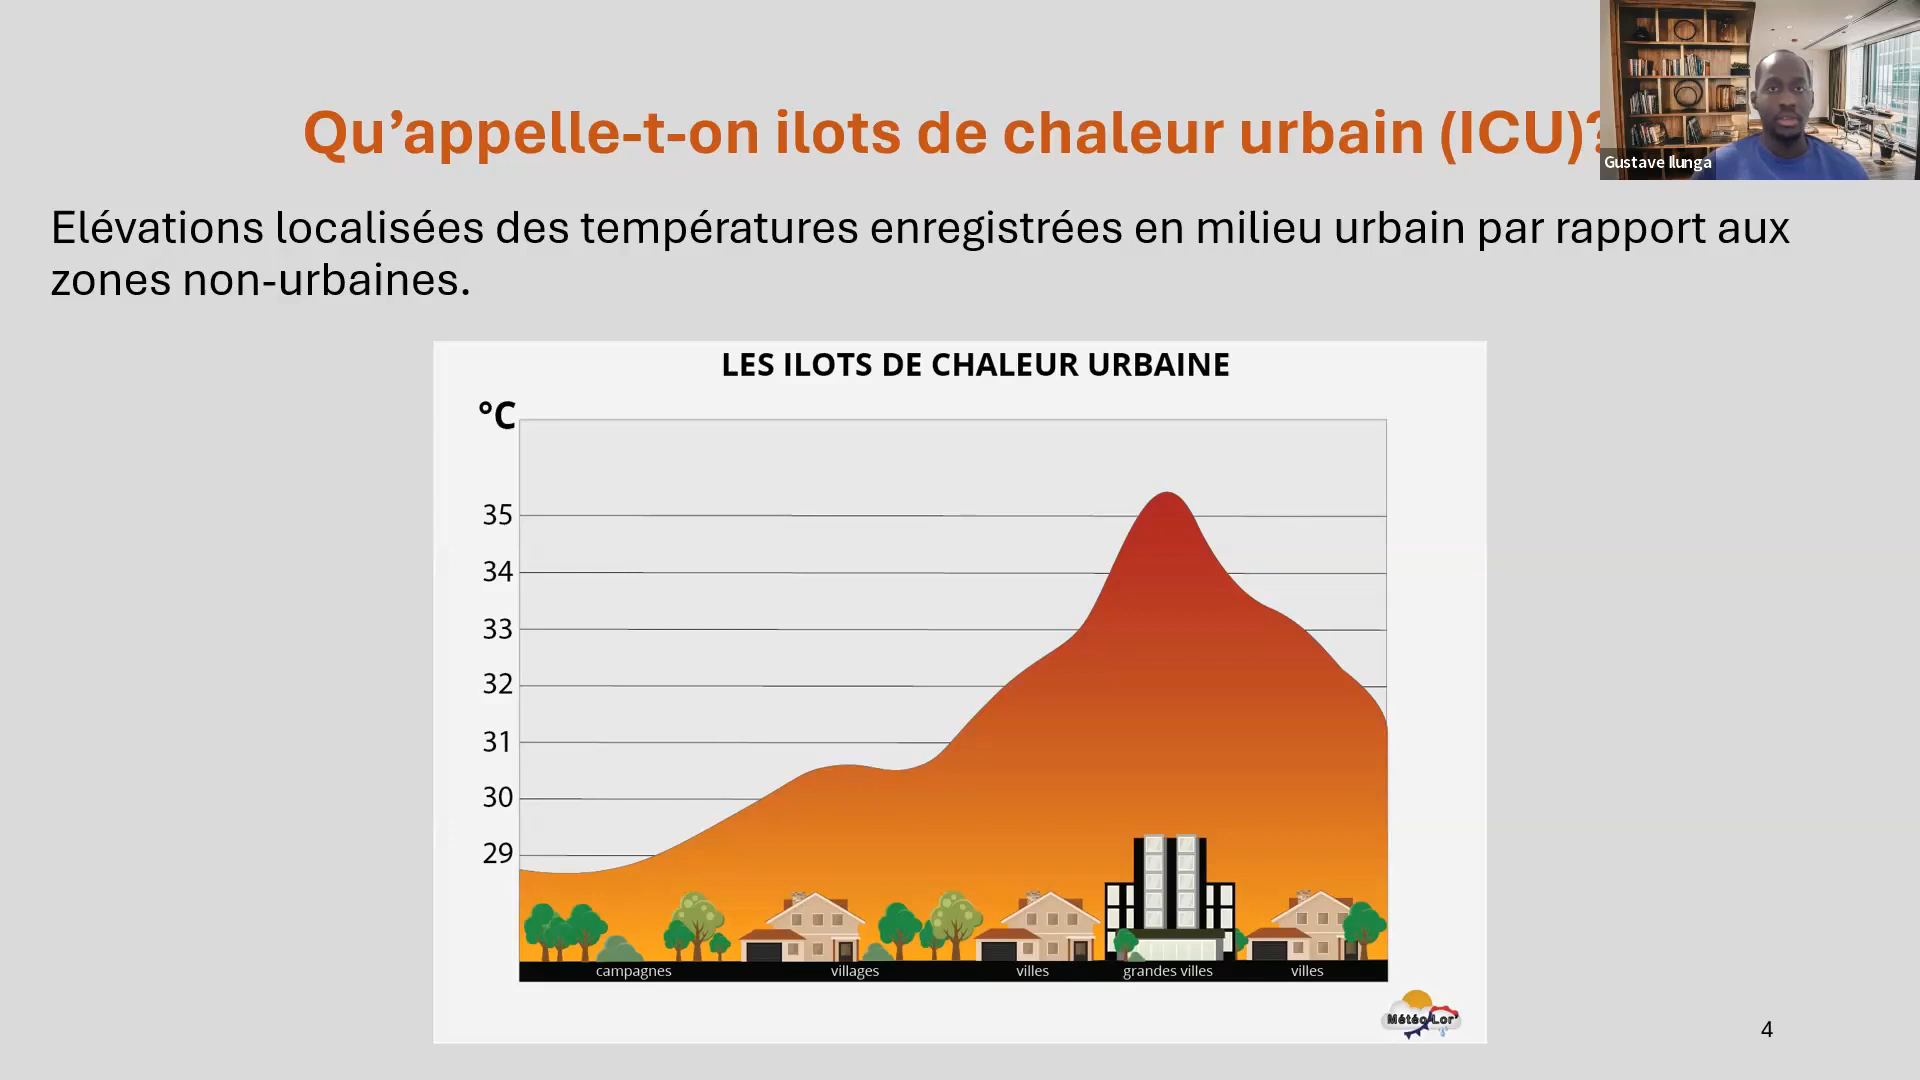 Qu’appelle-t-on ilots de chaleur urbain (ICU)?
Gustave Ilunga
Elévations localisées des températures enregistrées en milieu urbain par rapport aux
zones non-urbaines.
LES ILOTS DE CHALEUR URBAINE
°C
35
34
33
32
31
30
29
campagnes villages villes grandes villes villes
Météo Lor'
4